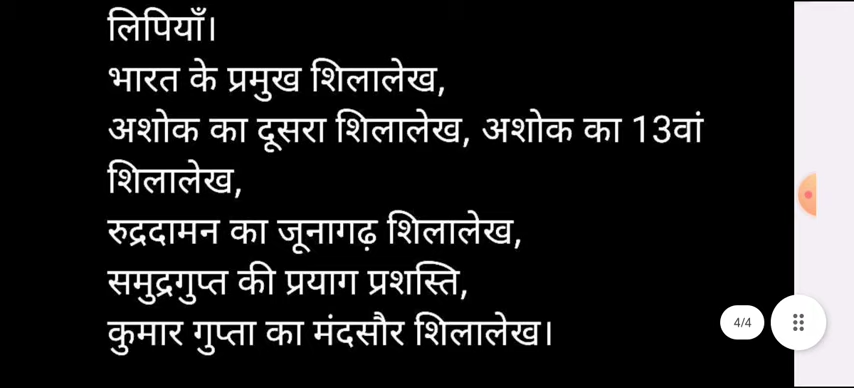 लिपियाँ।
भारत के प्रमुख शिलालेख,
अशोक का दूसरा शिलालेख, अशोक का 13वां
शिलालेख,
रुद्रदामन का जूनागढ़ शिलालेख,
समुद्रगुप्त की प्रयाग प्रशस्ति,
कुमार गुप्ता का मंदसौर शिलालेख।
4/4